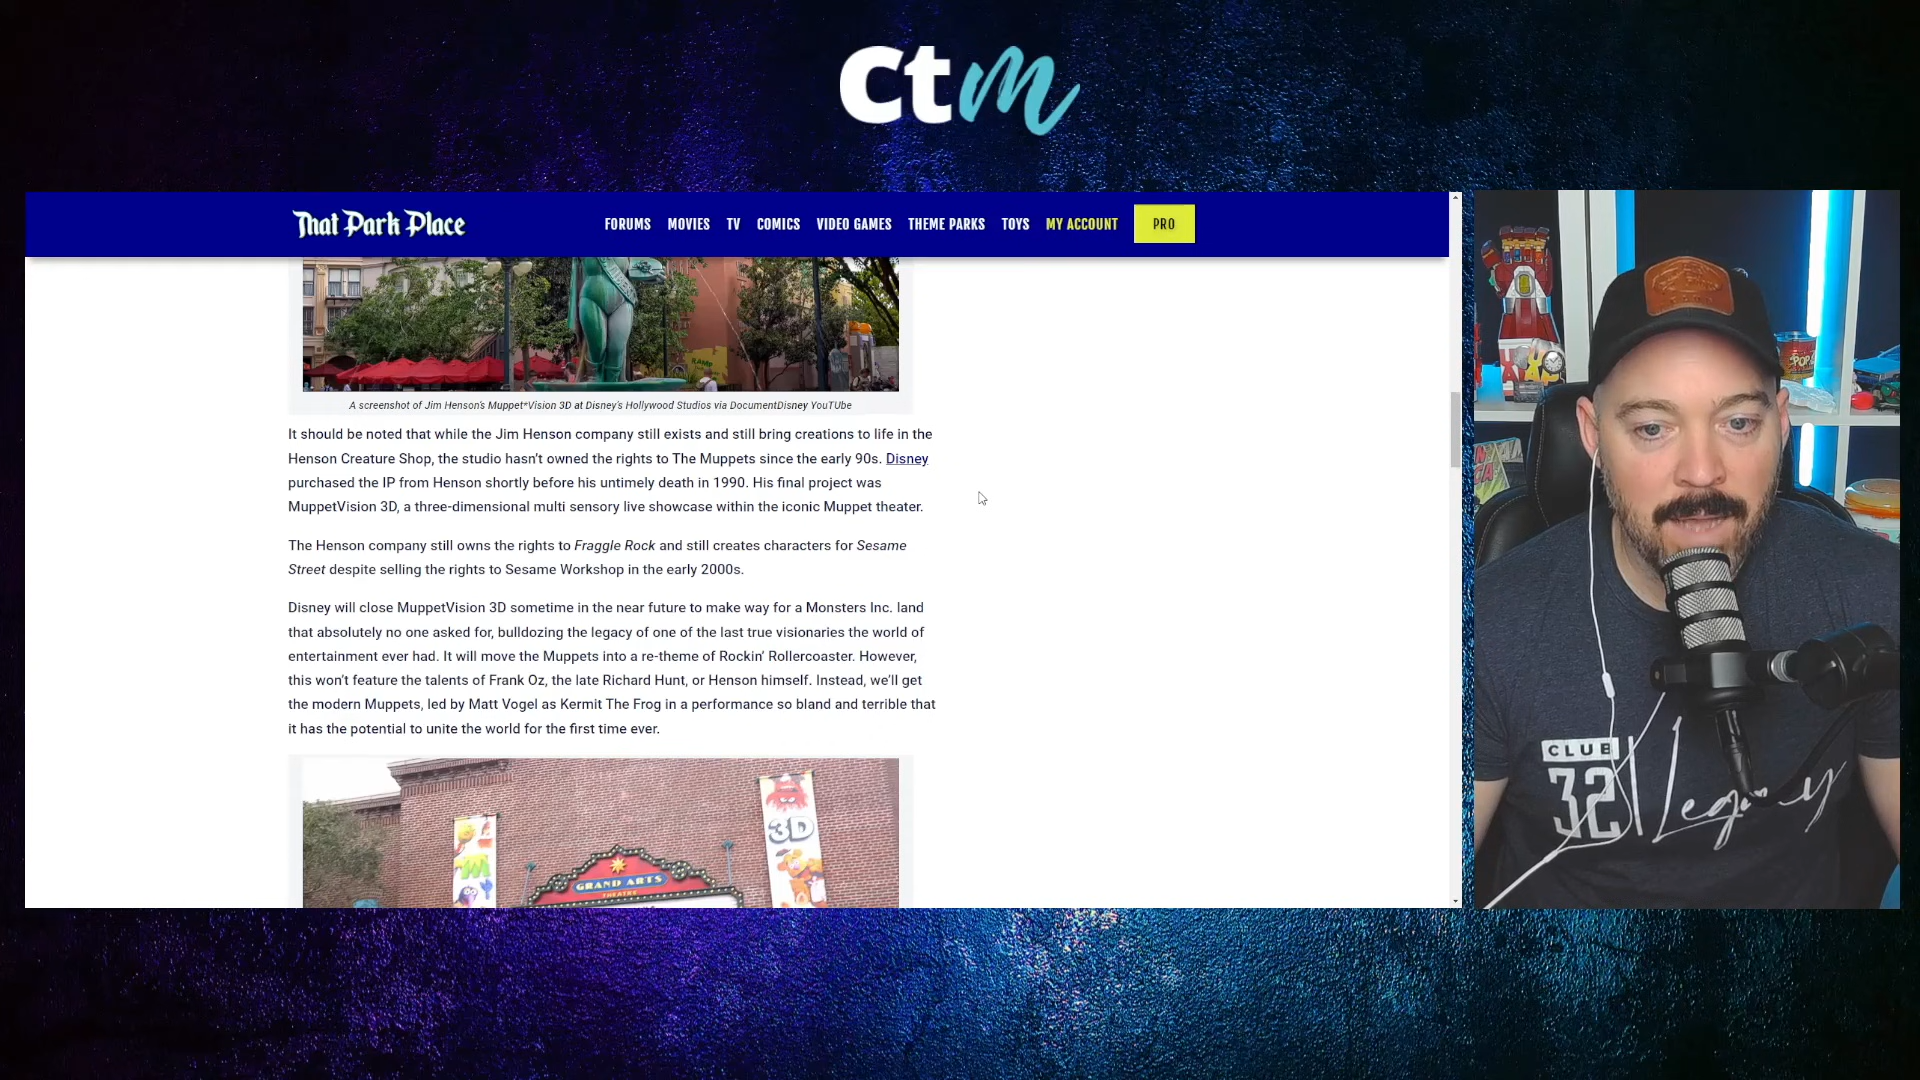 Ctm
That Park Place
FORUMS MOVIES TV COMICS VIDEO GAMES THEME PARKS TOYS MY ACCOUNT PRO
A screenshot of Jim Henson's Muppet*Vision 3D at Disney's Hollywood Studios via DocumentDisney YouTUbe
It should be noted that while the Jim Henson company still exists and still bring creations to life in the
Henson Creature Shop, the studio hasn't owned the rights to The Muppets since the early 90s. Disney
purchased the IP from Henson shortly before his untimely death in 1990. His final project was
MuppetVision 3D, a three-dimensional multi sensory live showcase within the iconic Muppet theater.
The Henson company still owns the rights to Fraggle Rock and still creates characters for Sesame
Street despite selling the rights to Sesame Workshop in the early 2000s.
Disney will close MuppetVision 3D sometime in the near future to make way for a Monsters Inc. land
that absolutely no one asked for, bulldozing the legacy of one of the last true visionaries the world of
entertainment ever had. It will move the Muppets into a re-theme of Rockin' Rollercoaster. However,
this won't feature the talents of Frank Oz, the late Richard Hunt, or Henson himself. Instead, we'll get
the modern Muppets, led by Matt Vogel as Kermit The Frog in a performance so bland and terrible that
it has the potential to unite the world for the first time ever.
3D
GRAND ARTS
THEATRE
POP
CLUB
32
Legacy